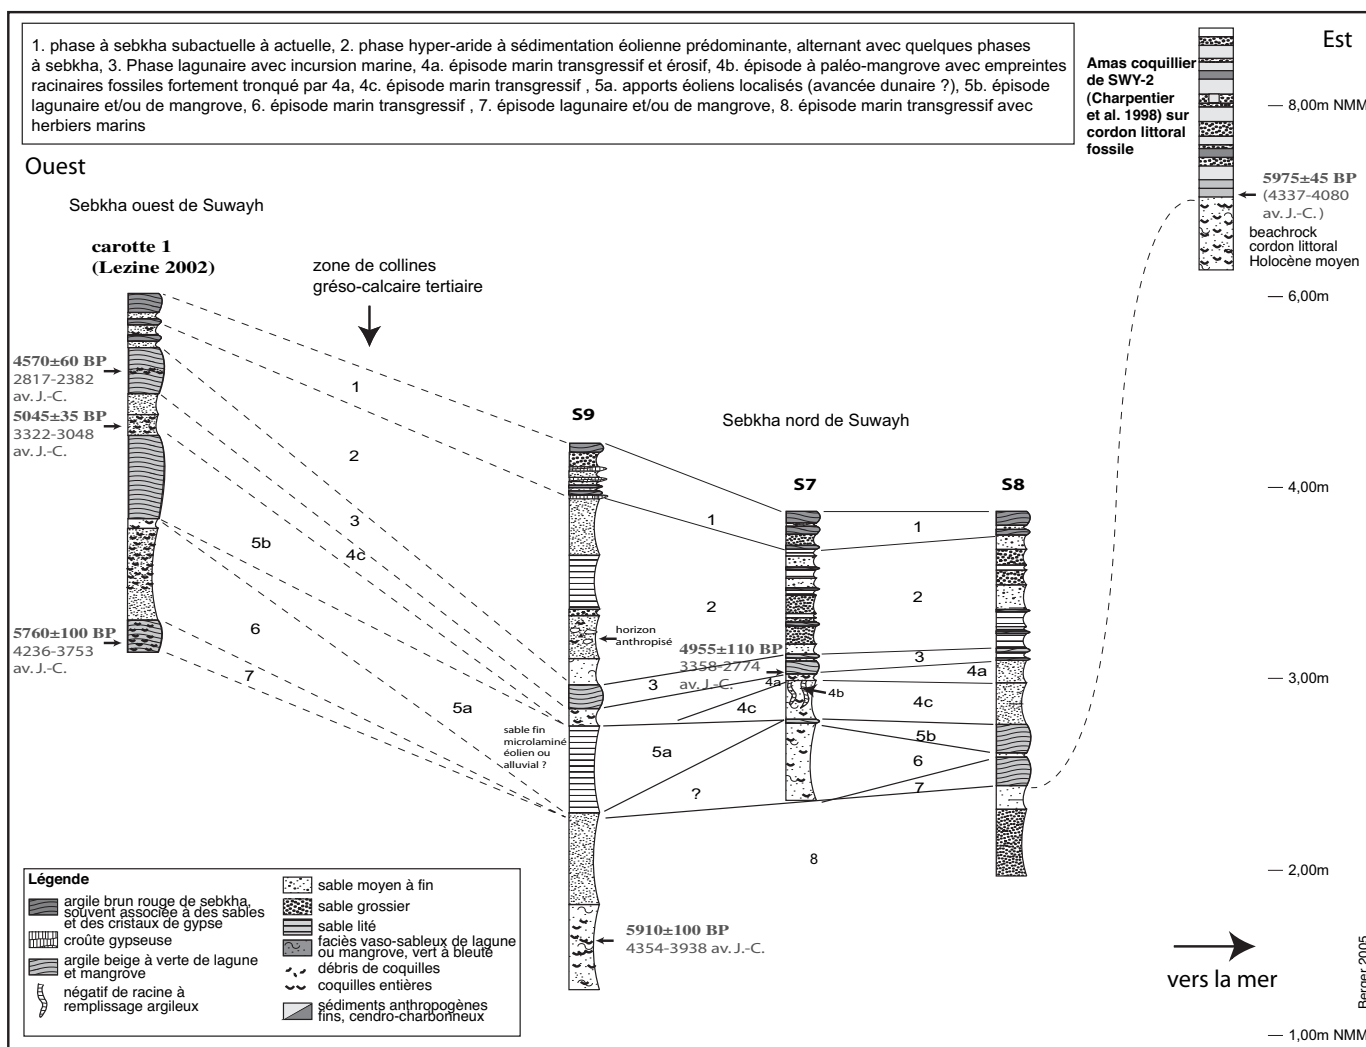 1. phase à sebkha subactuelle à actuelle, 2. phase hyper-aride à sédimentation éolienne prédominante, alternant avec quelques phases
à sebkha, 3. Phase lagunaire avec incursion marine, 4a. épisode marin transgressif et érosif, 4b. épisode à paléo-mangrove avec empreintes
racinaires fossiles fortement tronqué par 4a, 4c. épisode marin transgressif , 5a. apports éoliens localisés (avancée dunaire ?), 5b. épisode
lagunaire et/ou de mangrove, 6. épisode marin transgressif , 7. épisode lagunaire et/ou de mangrove, 8. épisode marin transgressif avec
herbiers marins
Est
Amas coquillier
de SWY-2
(Charpentier
et al. 1998) sur
cordon littoral
fossile
8,00m NMM
5975±45 BP
(4337-4080
av. J.-C.)
beachrock
cordon littoral
Holocène moyen
6,00m
Ouest
Sebkha ouest de Suwayh
carotte 1
(Lezine 2002)
zone de collines
gréso-calcaire tertiaire
4570±60 BP
2817-2382
av. J.-C.
5045±35 BP
3322-3048
av. J.-C.
5760±100 BP
4236-3753
av. J.-C.
1
2
3
5b
4c
6
7
5a
S9
Sebkha nord de Suwayh
S7
S8
4,00m
1
1
2
2
horizon
anthropisé
4955±110 BP
3358-2774
av. J.-C.
3
3
4a
4a
4b
4c
4c
3,00m
sable fin
microlaminé
éolien ou
alluvial ?
5a
5b
6
?
7
8
2,00m
5910±100 BP
4354-3938 av. J.-C.
vers la mer
Berger 2005
1,00m NMM
Légende
argile brun rouge de sebkha,
souvent associée à des sables
et des cristaux de gypse
croûte gypseuse
argile beige à verte de lagune
et mangrove
négatif de racine à
remplissage argileux
sable moyen à fin
sable grossier
sable lité
faciès vaso-sableux de lagune
ou mangrove, vert à bleuté
débris de coquilles
coquilles entières
sédiments anthropogènes
fins, cendro-charbonneux